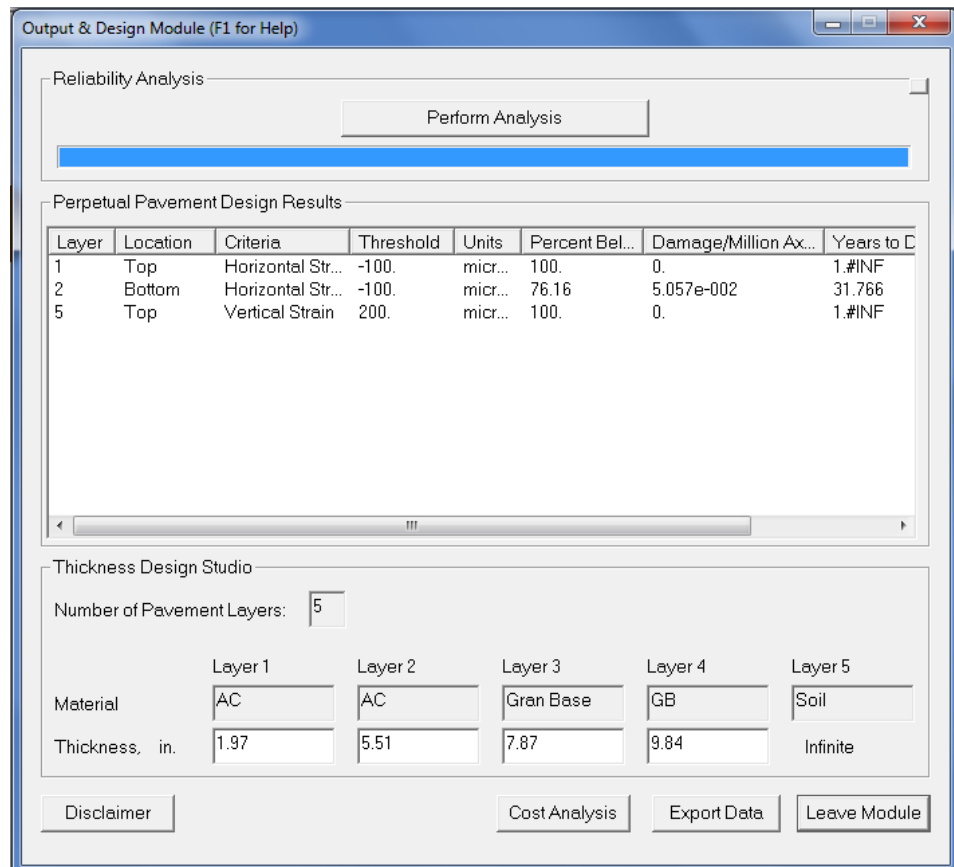 Output & Design Module (F1 for Help)
Reliability Analysis
Perform Analysis
Perpetual Pavement Design Results
Layer Location Criteria Threshold Units Percent Bel... Damage/Million Ax... Years to D
1 Top Horizontal Str... -100. micr... 100. 0. 1.#INF
2 Bottom Horizontal Str... -100. micr... 76.16 5.057e-002 31.766
5 Top Vertical Strain 200. micr... 100. 0. 1.#INF
Thickness Design Studio
Number of Pavement Layers: 5
Layer 1 Layer 2 Layer 3 Layer 4 Layer 5
Material AC AC Gran Base GB Soil
Thickness, in. 1.97 5.51 7.87 9.84 Infinite
Disclaimer Cost Analysis Export Data Leave Module